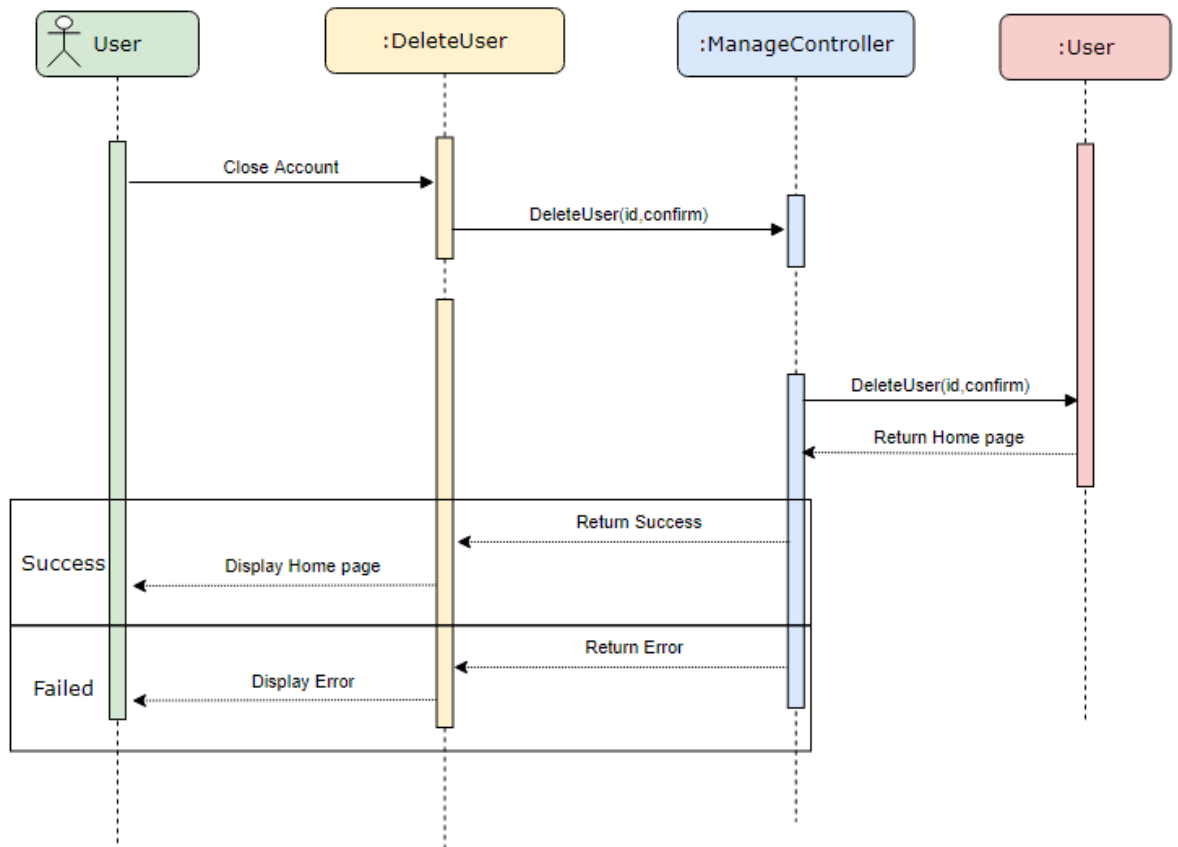 User
:DeleteUser
:ManageController
:User
Close Account
DeleteUser(id,confirm)
DeleteUser(id,confirm)
Return Home page
Return Success
Success
Display Home page
Return Error
Failed
Display Error